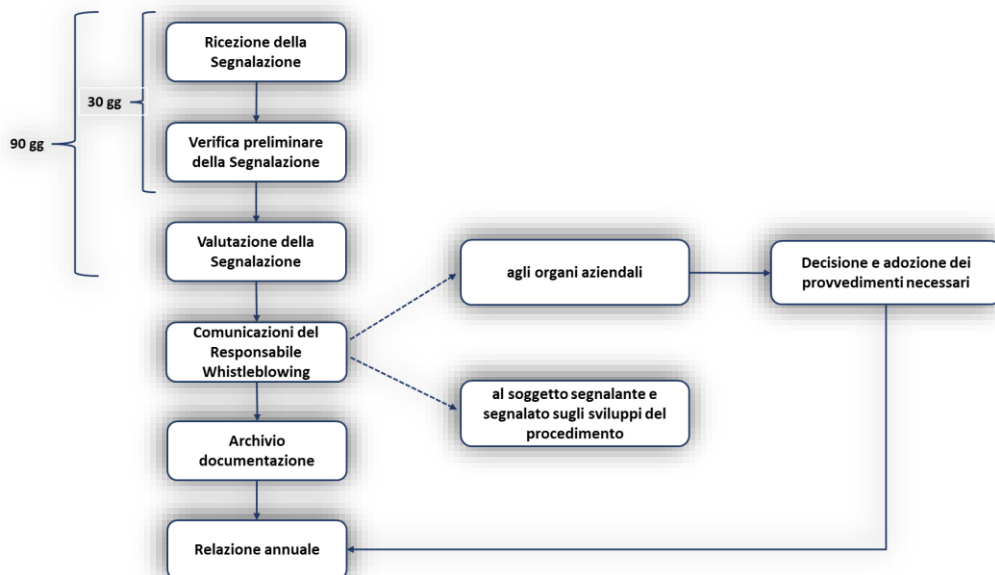 Ricezione della
Segnalazione
30 gg
Verifica preliminare
della Segnalazione
90 gg
Valutazione della
Segnalazione
agli organi aziendali
Decisione e adozione dei
provvedimenti necessari
Comunicazioni del
Responsabile
Whistleblowing
al soggetto segnalante e
segnalato sugli sviluppi del
procedimento
Archivio
documentazione
Relazione annuale